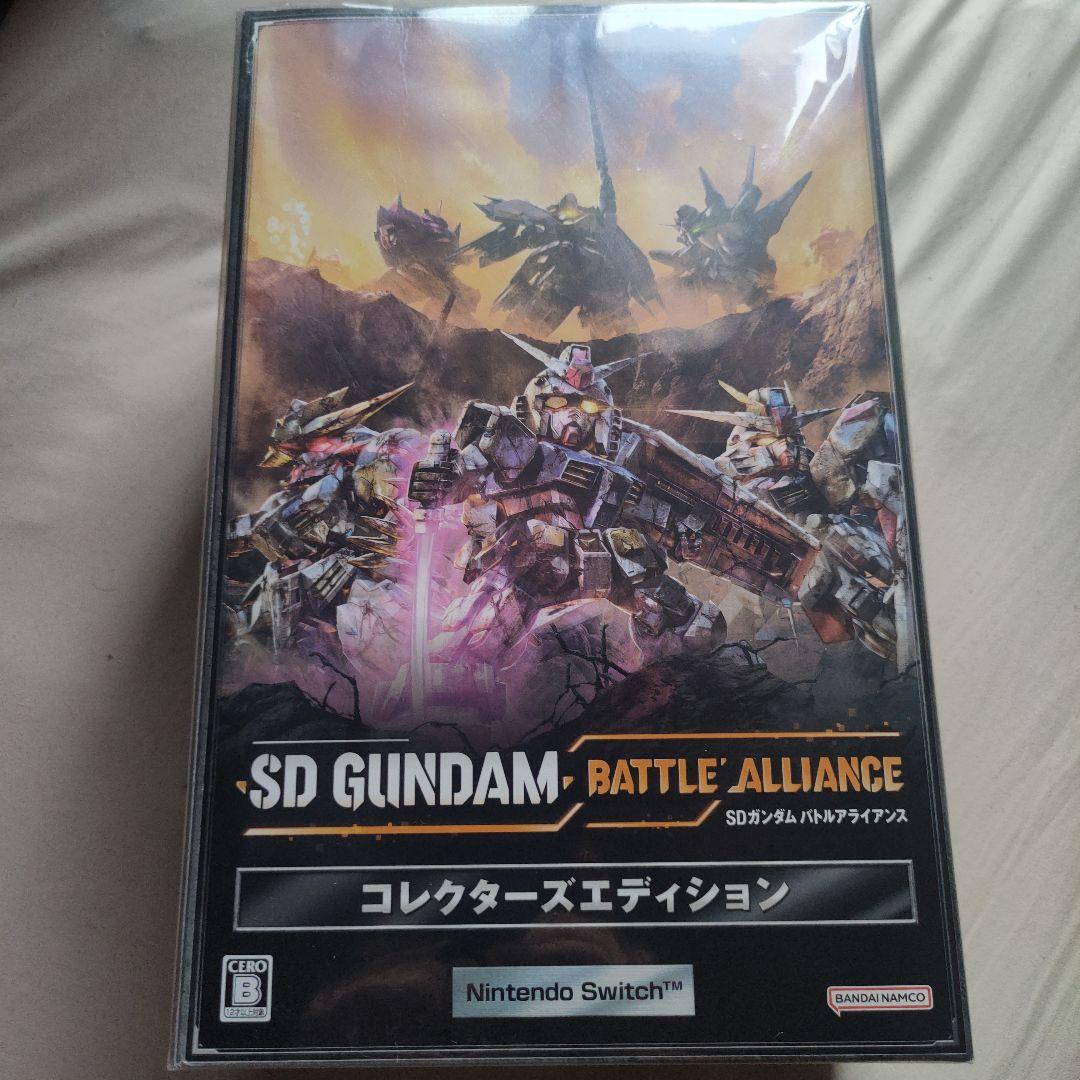 SD GUNDAM BATTLE ALLIANCE
SDガンダム バトルアライアンス
コレクターズエディション
CERO
B
12才以上対象
Nintendo Switch™
BANDAI NAMCO